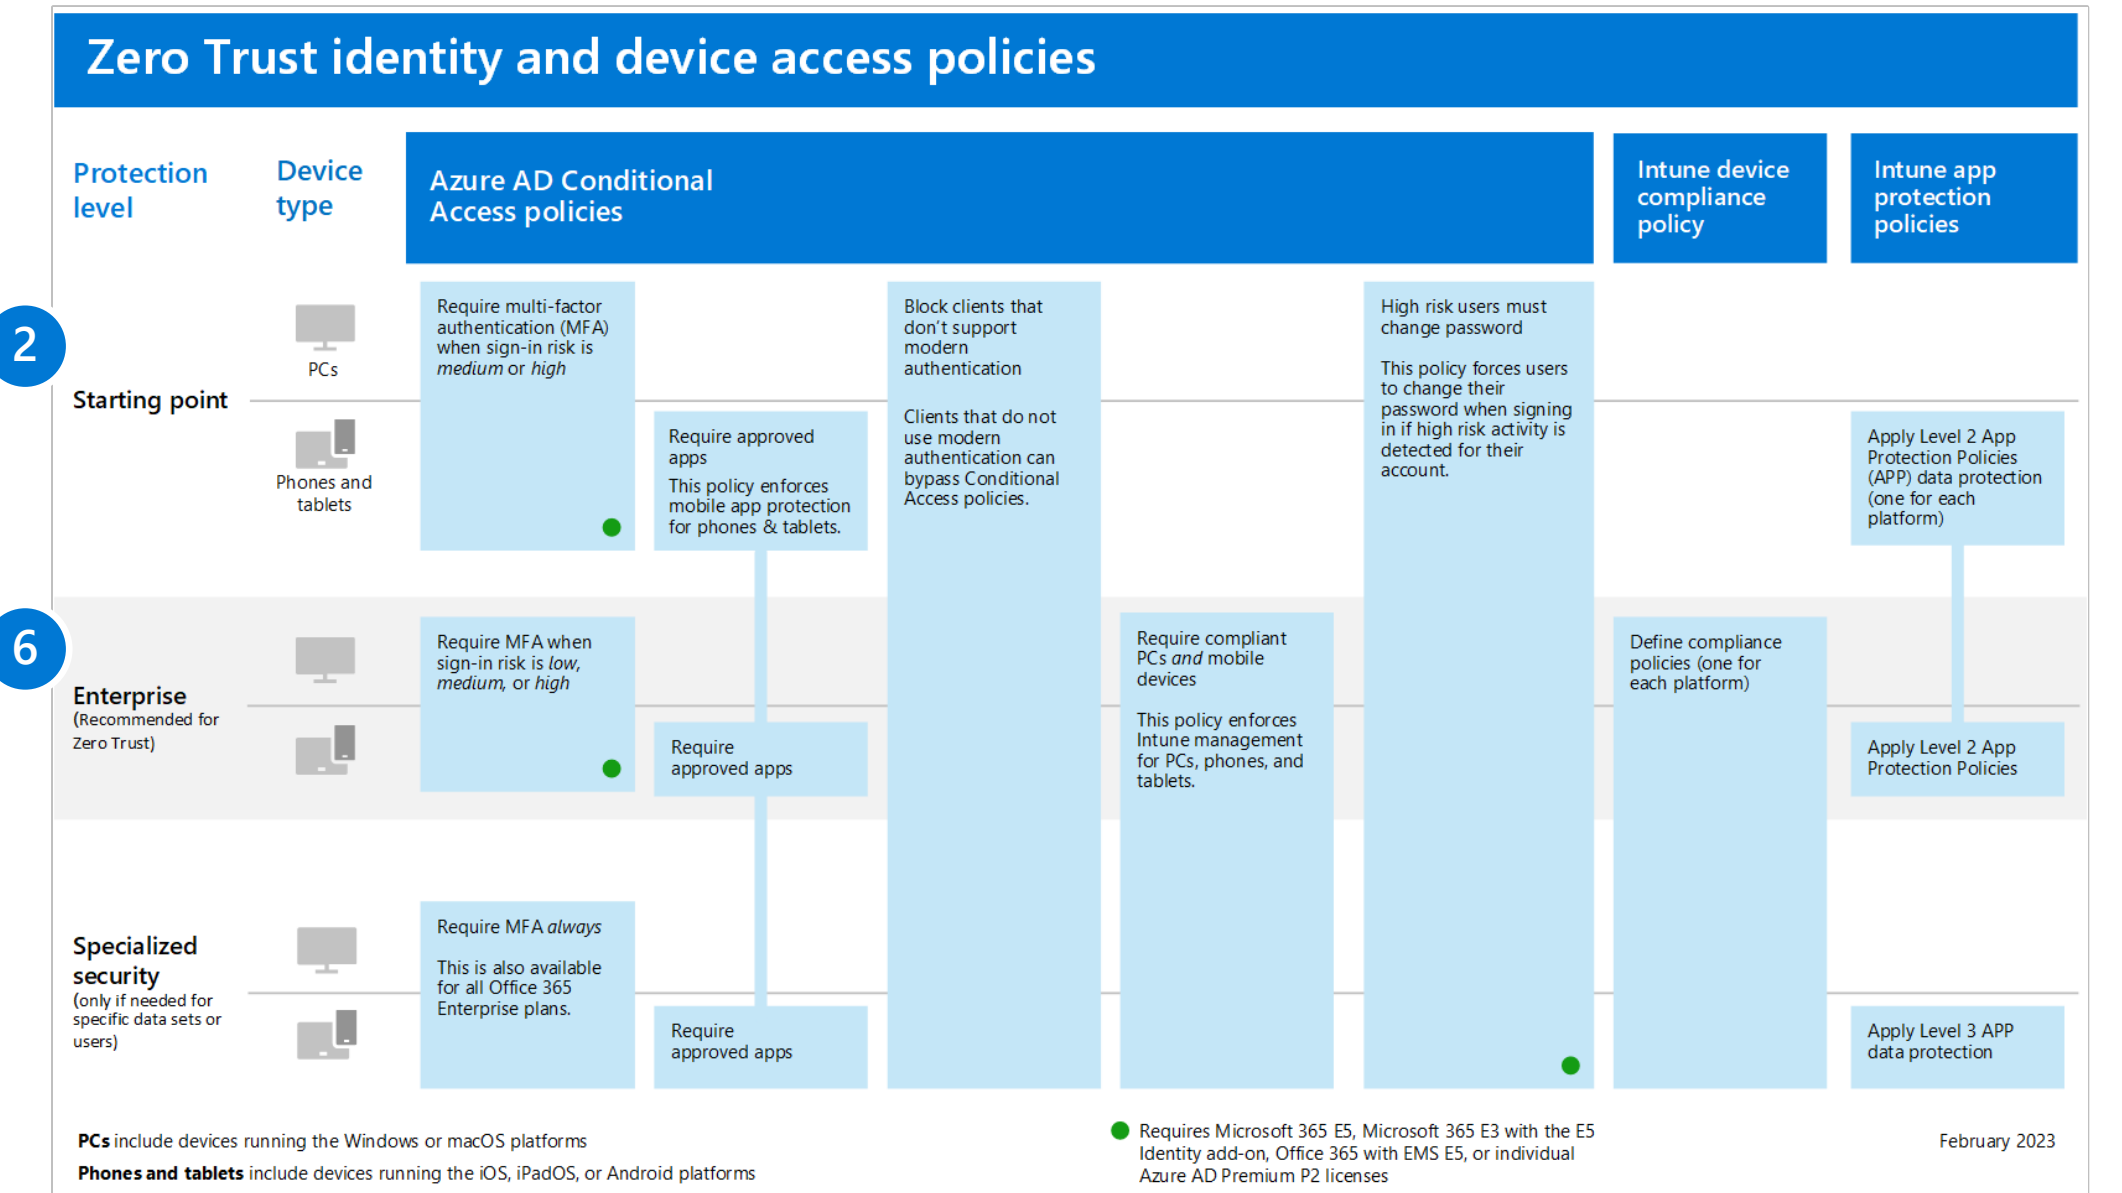 Zero Trust identity and device access policies
Protection
level
Device
type
Azure AD Conditional
Access policies
Intune device
compliance
policy
Intune app
protection
policies
2
Starting point
PCs
Phones and
tablets
Require multi-factor
authentication (MFA)
when sign-in risk is
medium or high
Require approved
apps
This policy enforces
mobile app protection
for phones & tablets.
Block clients that
don't support
modern
authentication
Clients that do not
use modern
authentication can
bypass Conditional
Access policies.
High risk users must
change password
This policy forces users
to change their
password when signing
in if high risk activity is
detected for their
account.
Apply Level 2 App
Protection Policies
(APP) data protection
(one for each
platform)
6
Enterprise
(Recommended for
Zero Trust)
Require MFA when
sign-in risk is low,
medium, or high
Require
approved apps
Require compliant
PCs and mobile
devices
This policy enforces
Intune management
for PCs, phones, and
tablets.
Define compliance
policies (one for
each platform)
Apply Level 2 App
Protection Policies
Specialized
security
(only if needed for
specific data sets or
users)
Require MFA always
This is also available
for all Office 365
Enterprise plans.
Require
approved apps
Apply Level 3 APP
data protection
PCs include devices running the Windows or macOS platforms
Phones and tablets include devices running the iOS, iPadOS, or Android platforms
Requires Microsoft 365 E5, Microsoft 365 E3 with the E5
Identity add-on, Office 365 with EMS E5, or individual
Azure AD Premium P2 licenses
February 2023